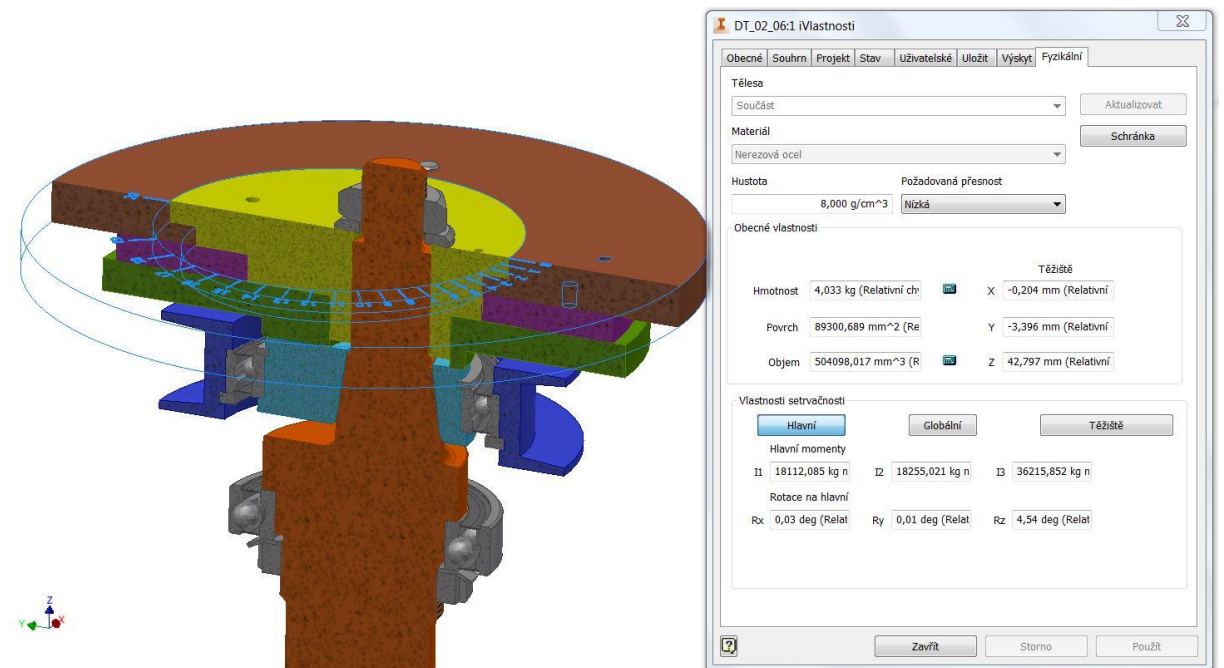 DT_02_06:1 iVlastnosti
Obecné Souhrn Projekt Stav Uživatelské Uložit Výskyt Fyzikální
Tělesa
Součást Aktualizovat
Materiál Schránka
Nerezová ocel
Hustota Požadovaná přesnost
8,000 g/cm^3 Nízká
Obecné vlastnosti
Těžiště
Hmotnost 4,033 kg (Relativní chy X -0,204 mm (Relativní
Povrch 89300,689 mm^2 (Re Y -3,396 mm (Relativní
Objem 504098,017 mm^3 (R Z 42,797 mm (Relativní
Vlastnosti setrvačnosti
Hlavní Globální Těžiště
Hlavní momenty
I1 18112,085 kg n I2 18255,021 kg n I3 36215,852 kg n
Rotace na hlavní
Rx 0,03 deg (Relat Ry 0,01 deg (Relat Rz 4,54 deg (Relat
Z
Y X
Zavřít Storno Použít